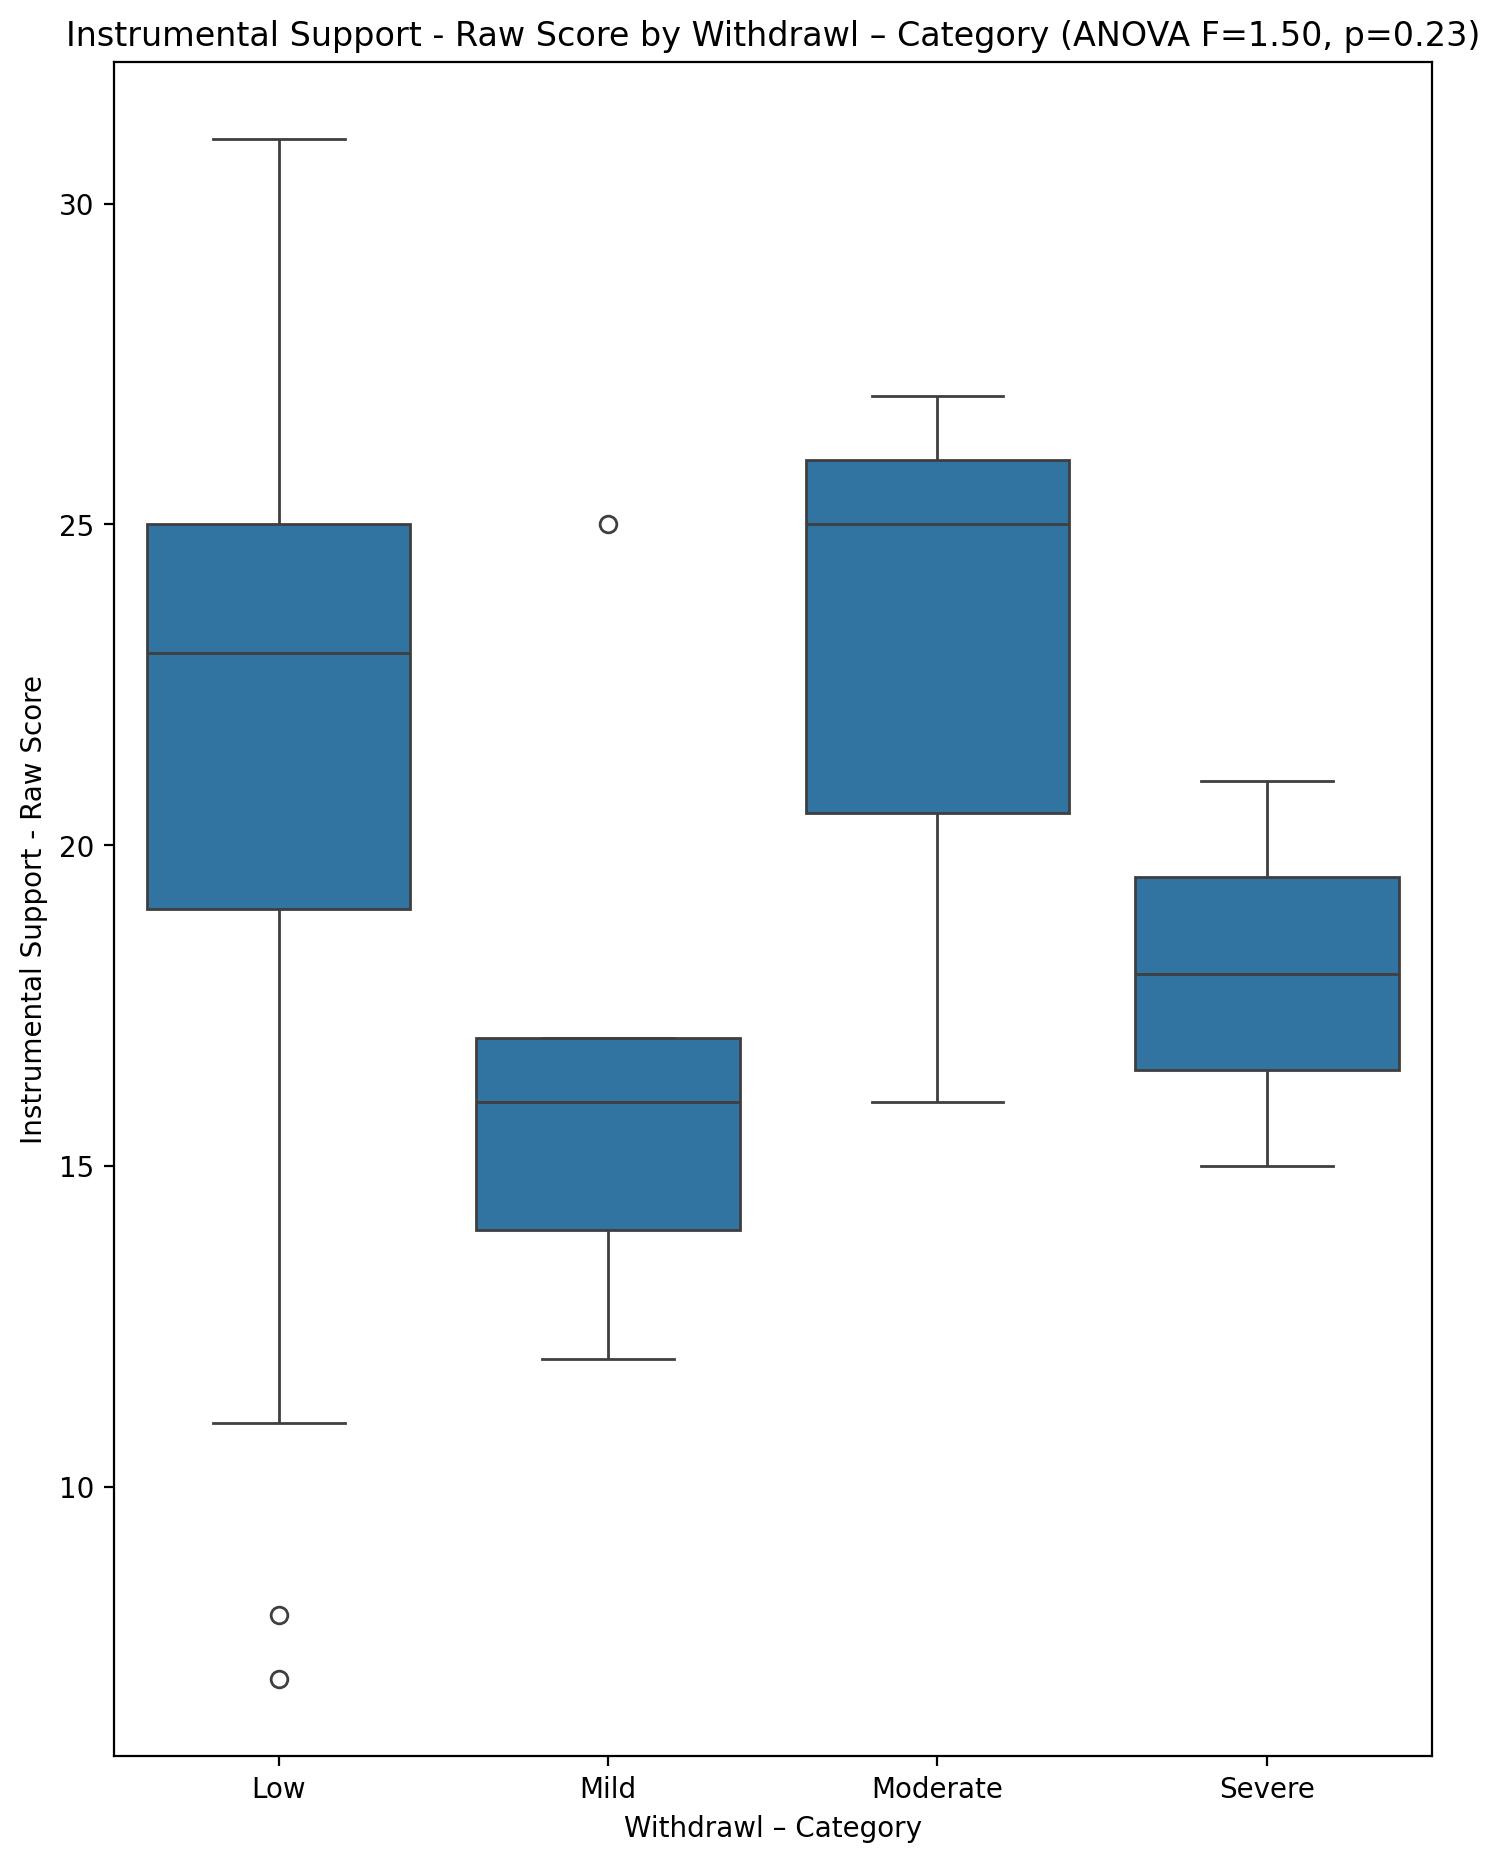 Instrumental Support - Raw Score by Withdrawl – Category (ANOVA F=1.50, p=0.23)
Instrumental Support - Raw Score
30
25
20
15
10
Low
Mild
Moderate
Severe
Withdrawl – Category